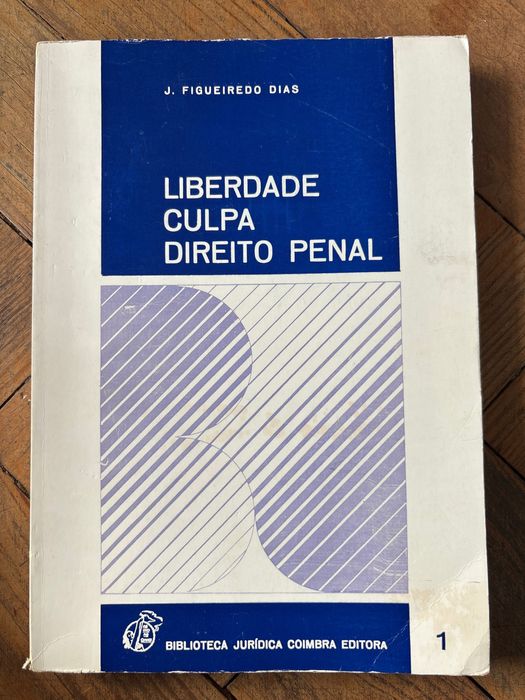 J. FIGUEIREDO DIAS
LIBERDADE
CULPA
DIREITO PENAL
BIBLIOTECA JURÍDICA COIMBRA EDITORA
1